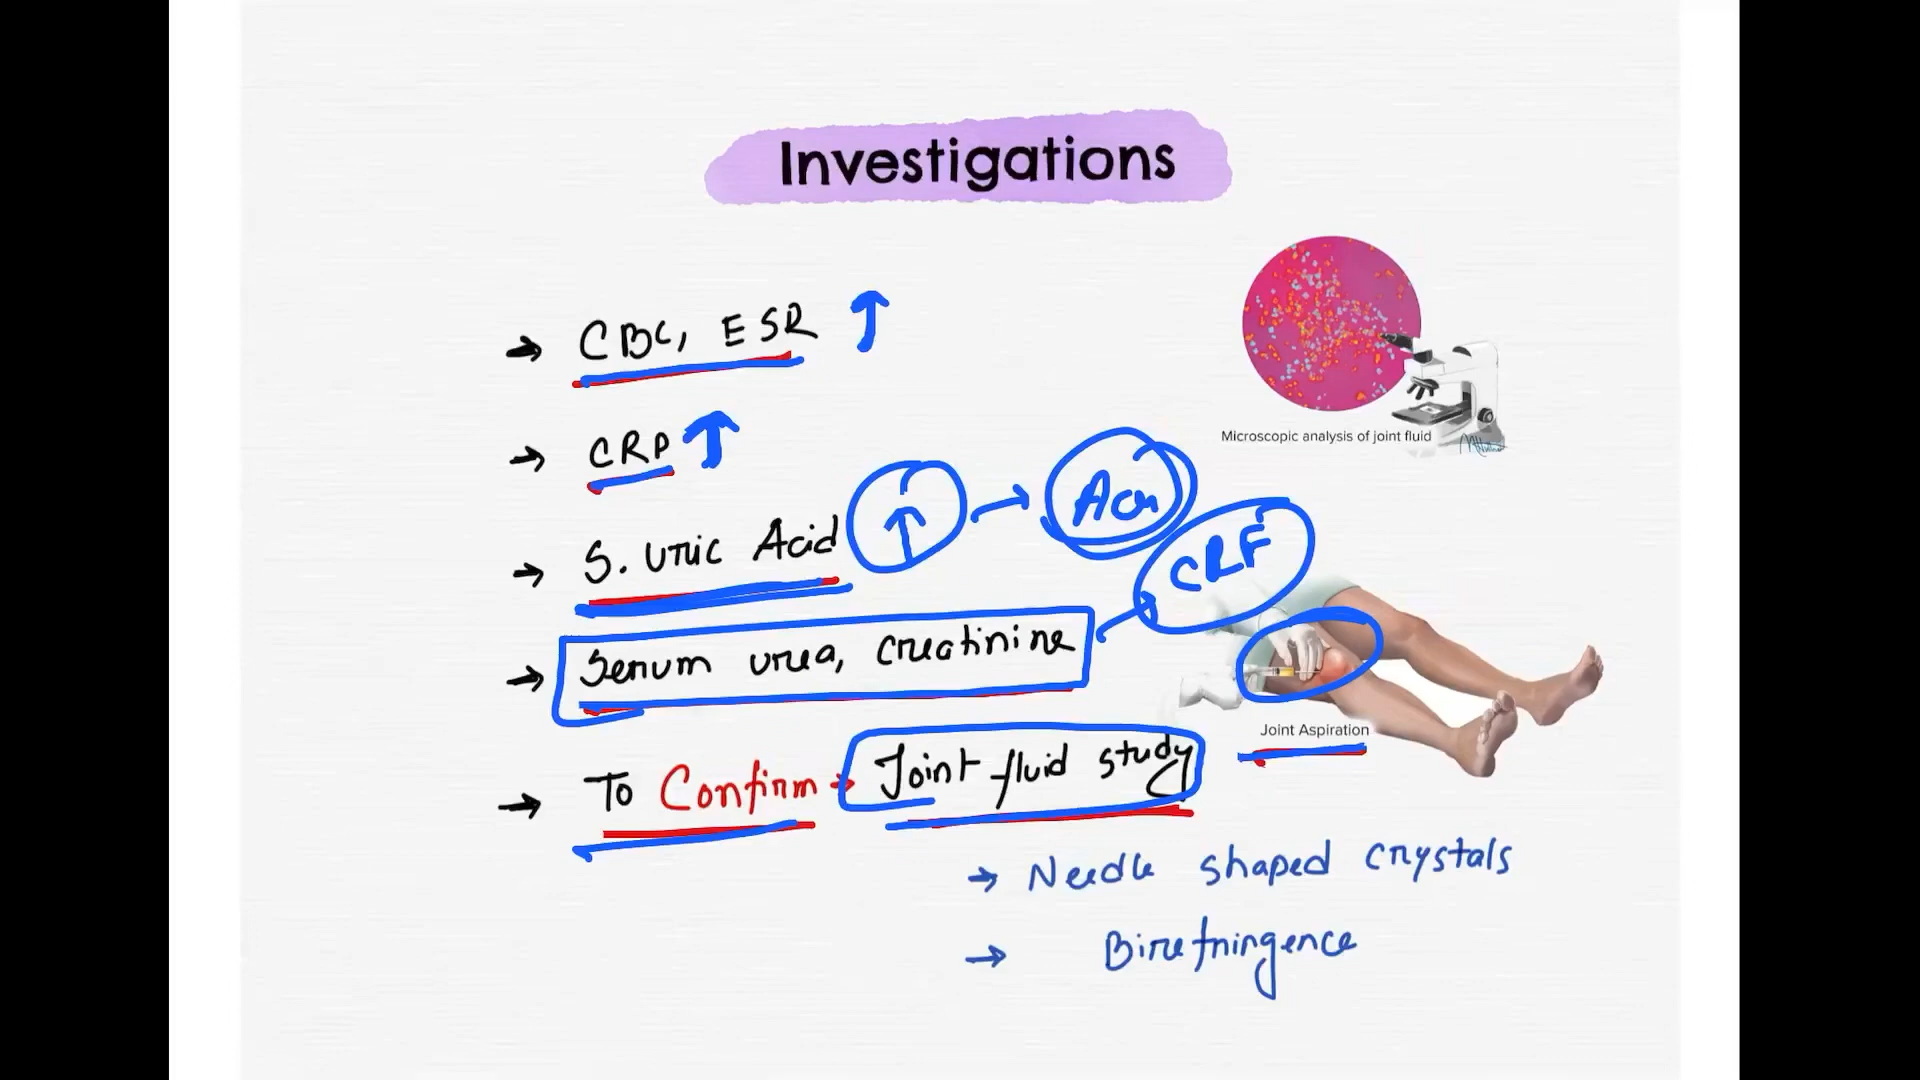 Investigations
→ CBC, ESR ↑
→ CRP ↑
→ S. Uric Acid ↑ →
CRF
→ Serum urea, creatinine →
→ To Confirm → Joint fluid study
→ Needle shaped crystals
→ Birefringence
Microscopic analysis of joint fluid
Joint Aspiration